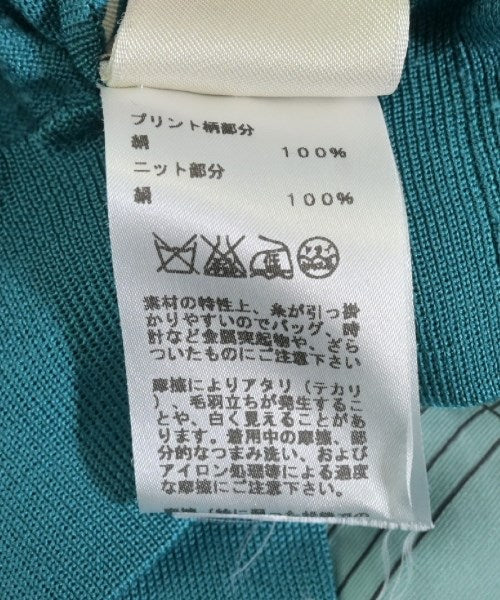 プリント柄部分
絹
100%
ニット部分
絹
100%
素材の特性上、糸が引っ掛
かりやすいのでバッグ、時
計など金属突起物や、ざら
ついたものにご注意下さい
摩擦によりアタリ（テカリ
）、毛羽立ちが発生するこ
とや、白く見えることがあ
ります。着用中の摩擦、部
分的なつまみ洗い、および
アイロン処理等による過度
な摩擦にご注意下さい。